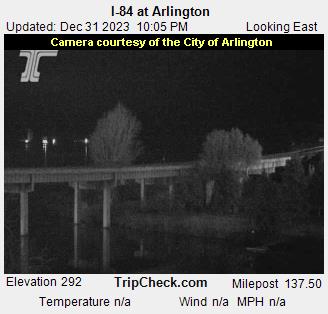 I-84 at Arlington
Updated: Dec 31 2023 10:05 PM Looking East
Camera courtesy of the City of Arlington
Elevation 292 TripCheck.com Milepost 137.50
Temperature n/a Wind n/a MPH n/a